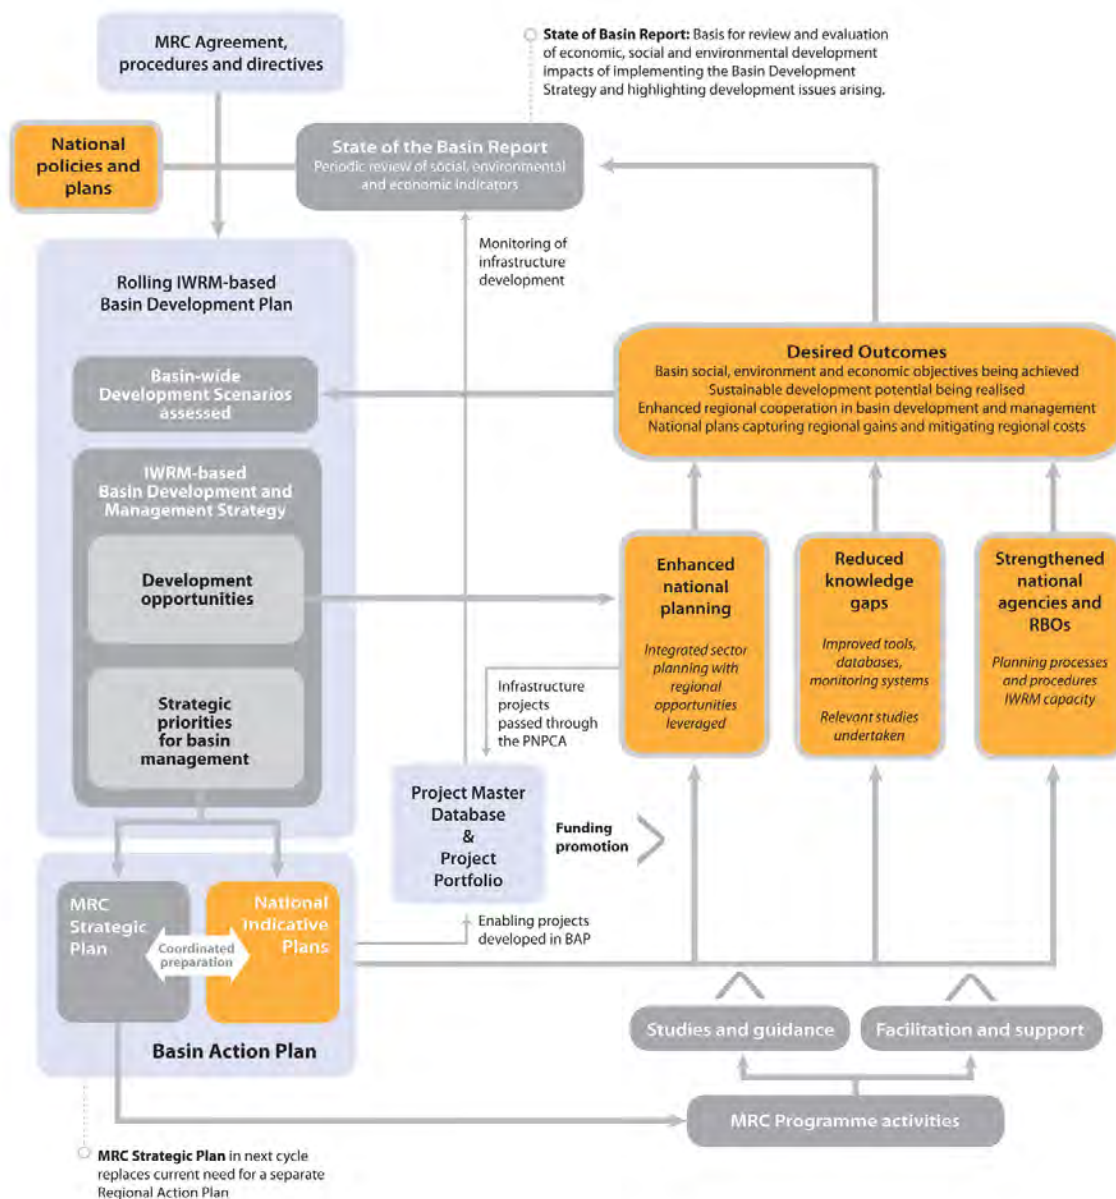 MRC Agreement,
procedures and directives
State of Basin Report: Basis for review and evaluation
of economic, social and environmental development
impacts of implementing the Basin Development
Strategy and highlighting development issues arising.
National
policies and
plans
State of the Basin Report
Periodic review of social, environmental
and economic indicators
Monitoring of
infrastructure
development
Rolling IWRM-based
Basin Development Plan
Basin-wide
Development Scenarios
assessed
Desired Outcomes
Basin social, environment and economic objectives being achieved
Sustainable development potential being realised
Enhanced regional cooperation in basin development and management
National plans capturing regional gains and mitigating regional costs
IWRM-based
Basin Development and
Management Strategy
Development
opportunities
Strategic
priorities
for basin
management
Enhanced
national
planning
Integrated sector
planning with
regional
opportunities
leveraged
Reduced
knowledge
gaps
Improved tools,
databases,
monitoring systems
Relevant studies
undertaken
Strengthened
national
agencies and
RBOs
Planning processes
and procedures
IWRM capacity
Infrastructure
projects
passed through
the PNPCA
Project Master
Database
&
Project
Portfolio
Funding
promotion
MRC
Strategic
Plan
Coordinated
preparation
National
Indicative
Plans
Enabling projects
developed in BAP
Basin Action Plan
Studies and guidance
Facilitation and support
MRC Programme activities
MRC Strategic Plan in next cycle
replaces current need for a separate
Regional Action Plan